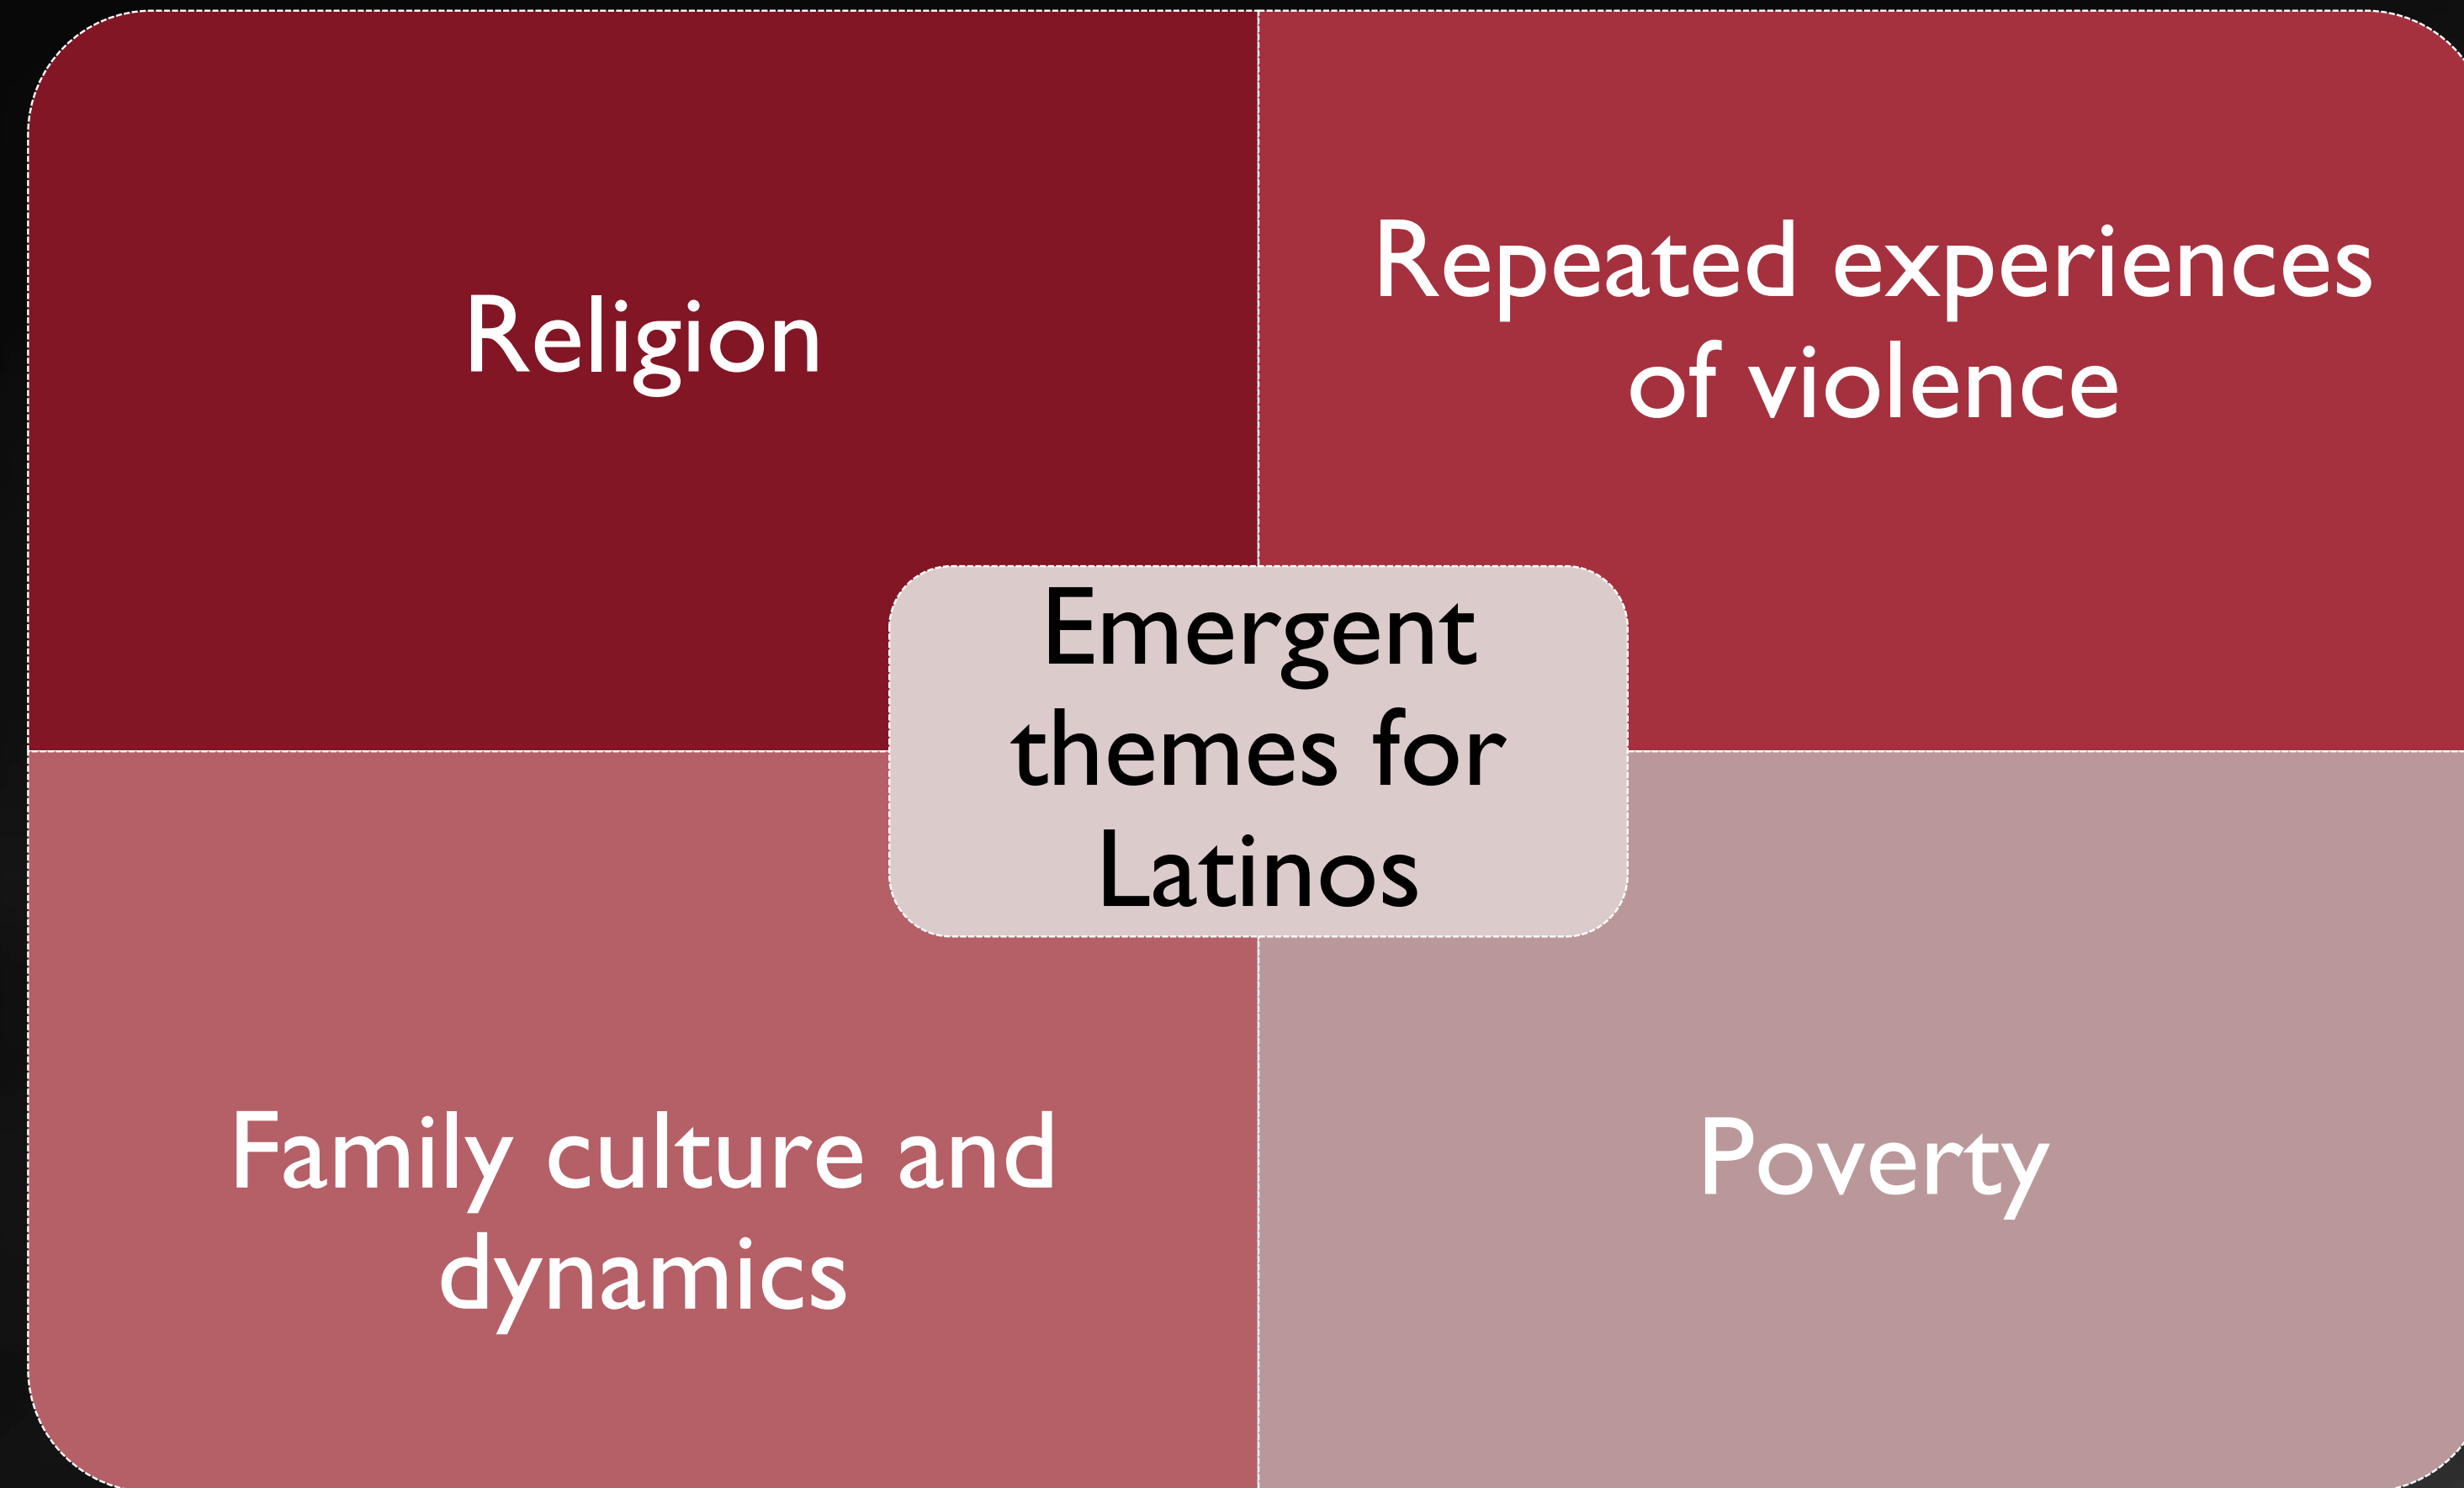 Religion
Repeated experiences
of violence
Emergent
themes for
Latinos
Family culture and
dynamics
Poverty